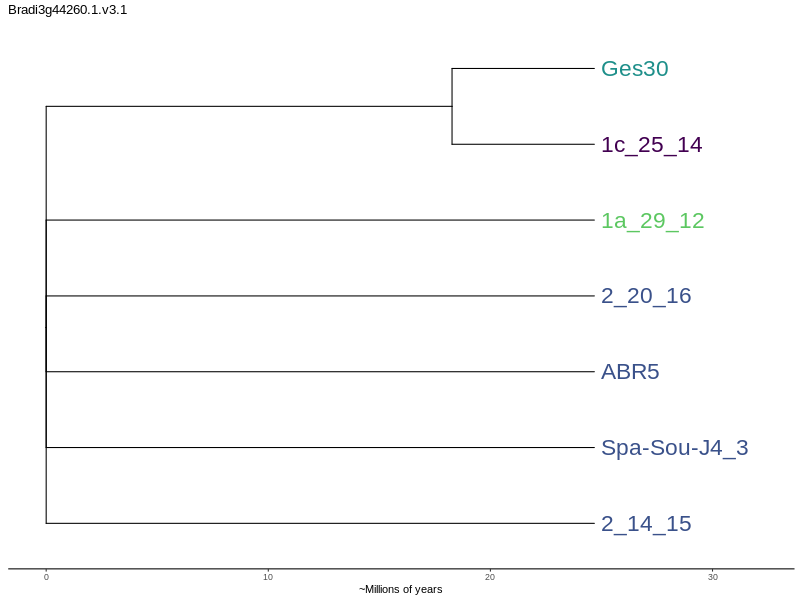 Bradi3g44260.1.v3.1
Ges30
1c_25_14
1a_29_12
2_20_16
ABR5
Spa-Sou-J4_3
2_14_15
0 10 20 30
~Millions of years